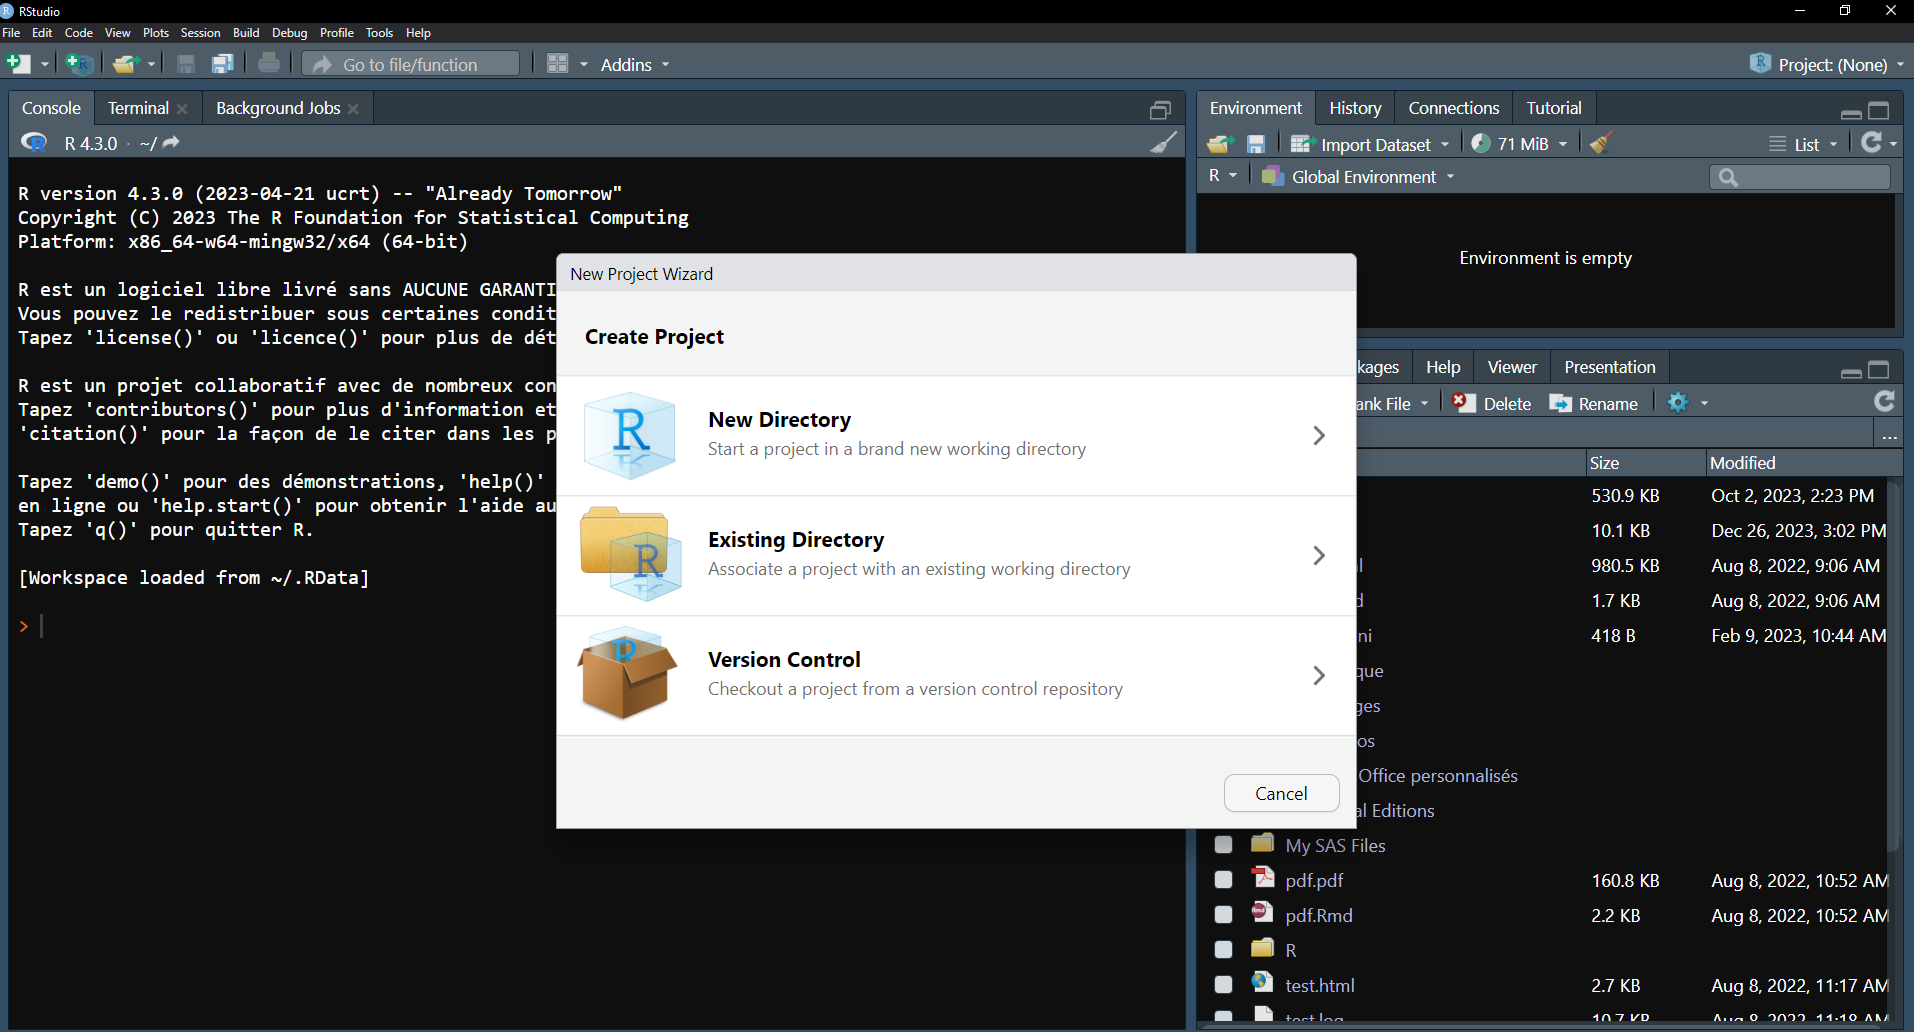 RStudio
File Edit Code View Plots Session Build Debug Profile Tools Help
Go to file/function Addins Project: (None)
Console Terminal Background Jobs
R 4.3.0 · ~/
R version 4.3.0 (2023-04-21 ucrt) -- "Already Tomorrow"
Copyright (C) 2023 The R Foundation for Statistical Computing
Platform: x86_64-w64-mingw32/x64 (64-bit)
R est un logiciel libre livré sans AUCUNE GARANTI
Vous pouvez le redistribuer sous certaines condit
Tapez 'license()' ou 'licence()' pour plus de dét
R est un projet collaboratif avec de nombreux con
Tapez 'contributors()' pour plus d'information et
'citation()' pour la façon de le citer dans les p
Tapez 'demo()' pour des démonstrations, 'help()'
en ligne ou 'help.start()' pour obtenir l'aide au
Tapez 'q()' pour quitter R.
[Workspace loaded from ~/.RData]
>
New Project Wizard
Create Project
New Directory
Start a project in a brand new working directory
Existing Directory
Associate a project with an existing working directory
Version Control
Checkout a project from a version control repository
Cancel
Environment History Connections Tutorial
Import Dataset 71 MiB List
R Global Environment
Environment is empty
kages Help Viewer Presentation
ank File Delete Rename
...
Size Modified
530.9 KB Oct 2, 2023, 2:23 PM
10.1 KB Dec 26, 2023, 3:02 PM
l 980.5 KB Aug 8, 2022, 9:06 AM
d 1.7 KB Aug 8, 2022, 9:06 AM
ni 418 B Feb 9, 2023, 10:44 AM
que
ges
os
Office personnalisés
al Editions
My SAS Files
pdf.pdf 160.8 KB Aug 8, 2022, 10:52 AM
pdf.Rmd 2.2 KB Aug 8, 2022, 10:52 AM
R
test.html 2.7 KB Aug 8, 2022, 11:17 AM
test.log 10.7 KB Aug 8, 2022, 11:18 AM